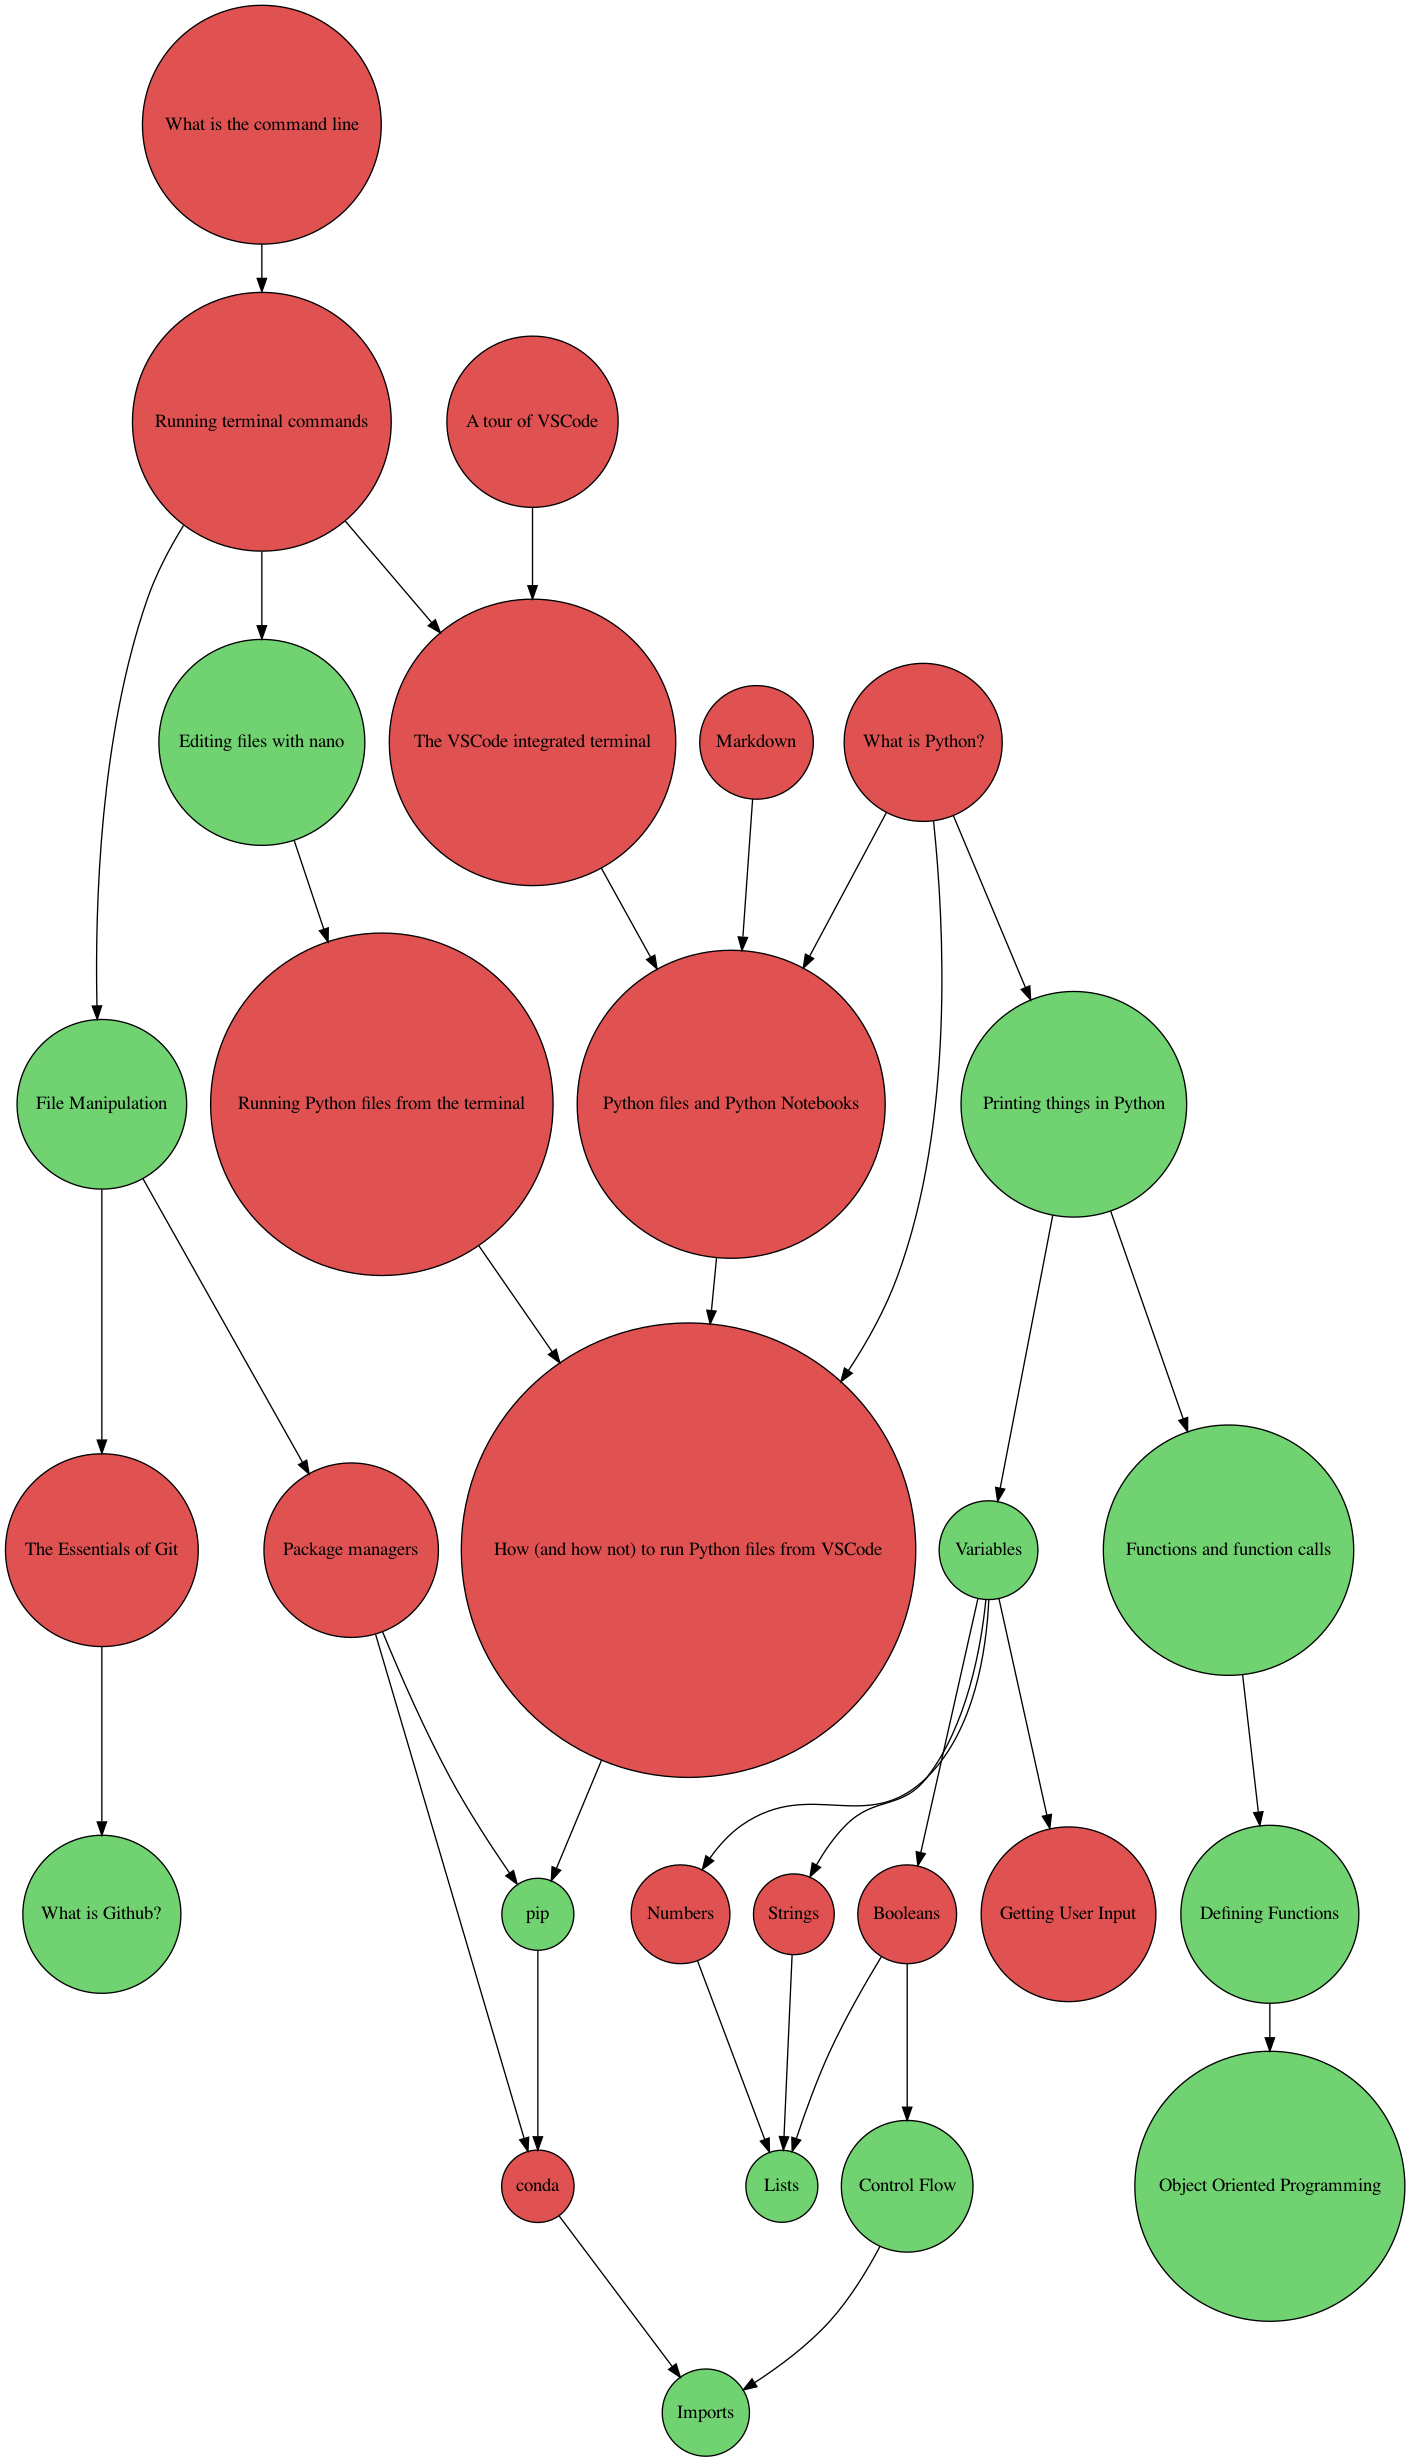 What is the command line
Running terminal commands
A tour of VSCode
Editing files with nano
The VSCode integrated terminal
Markdown
What is Python?
File Manipulation
Running Python files from the terminal
Python files and Python Notebooks
Printing things in Python
The Essentials of Git
Package managers
How (and how not) to run Python files from VSCode
Variables
Functions and function calls
What is Github?
pip
Numbers
Strings
Booleans
Getting User Input
Defining Functions
conda
Lists
Control Flow
Object Oriented Programming
Imports